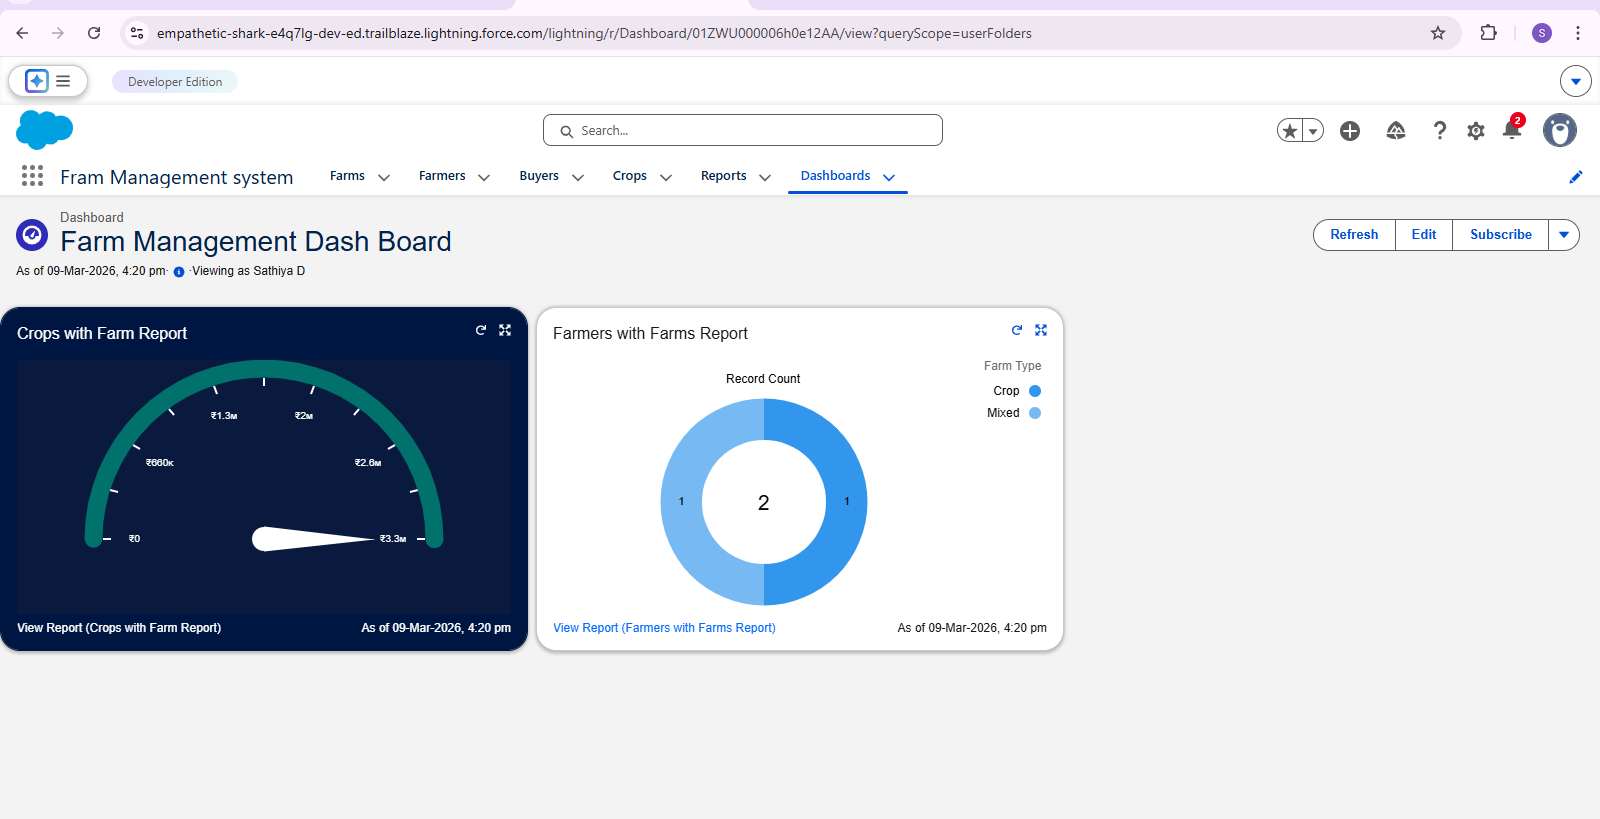 empathetic-shark-e4q7lg-dev-ed.trailblaze.lightning.force.com/lightning/r/Dashboard/01ZWU000006h0e12AA/view?queryScope=userFolders
S
Developer Edition
Search...
2
Fram Management system
Farms
Farmers
Buyers
Crops
Reports
Dashboards
Dashboard
Farm Management Dash Board
As of 09-Mar-2026, 4:20 pm· ·Viewing as Sathiya D
Refresh
Edit
Subscribe
Crops with Farm Report
₹0
₹660K
₹1.3M
₹2M
₹2.6M
₹3.3M
View Report (Crops with Farm Report)
As of 09-Mar-2026, 4:20 pm
Farmers with Farms Report
Farm Type
Crop
Mixed
Record Count
1
2
1
View Report (Farmers with Farms Report)
As of 09-Mar-2026, 4:20 pm